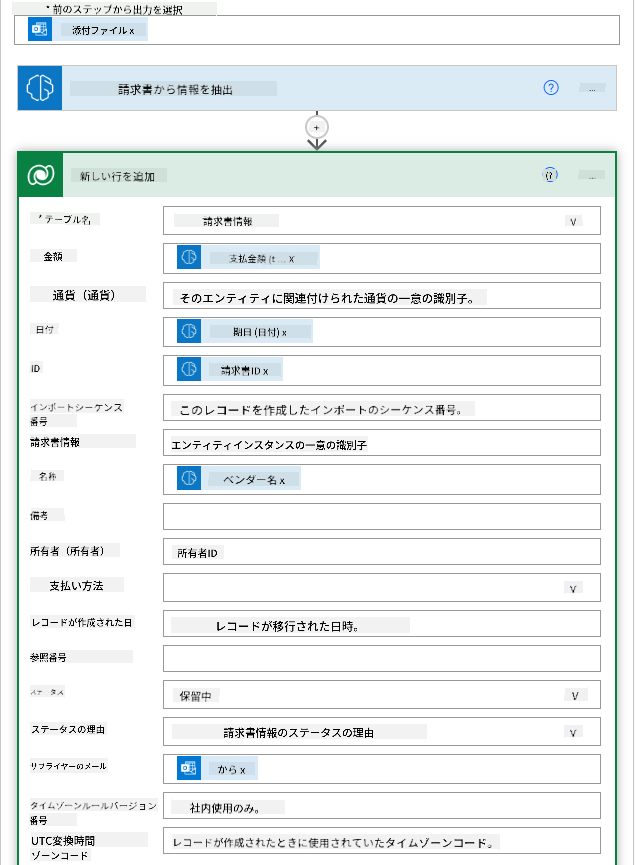 * 前のステップから出力を選択
添付ファイル x
請求書から情報を抽出
?
...
+
新しい行を追加
...
* テーブル名
請求書情報
金額
支払金額 (t ... X
通貨（通貨）
そのエンティティに関連付けられた通貨の一意の識別子。
日付
期日 (日付) x
ID
請求書ID x
インポートシーケンス
番号
このレコードを作成したインポートのシーケンス番号。
請求書情報
エンティティインスタンスの一意の識別子
名称
ベンダー名 x
備考
所有者（所有者）
所有者ID
支払い方法
レコードが作成された日
レコードが移行された日時。
参照番号
ステータス
保留中
ステータスの理由
請求書情報のステータスの理由
サプライヤーのメール
から x
タイムゾーンルールバージョン
番号
社内使用のみ。
UTC変換時間
ゾーンコード
レコードが作成されたときに使用されていたタイムゾーンコード。